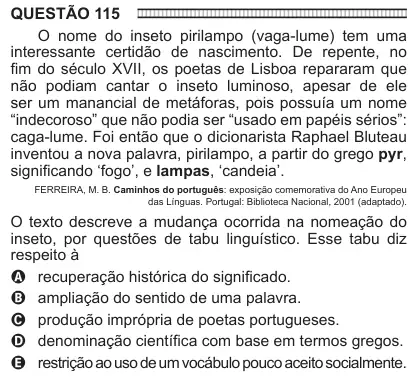 QUESTÃO 115
O nome do inseto pirilampo (vaga-lume) tem uma
interessante certidão de nascimento. De repente, no
fim do século XVII, os poetas de Lisboa repararam que
não podiam cantar o inseto luminoso, apesar de ele
ser um manancial de metáforas, pois possuía um nome
“indecoroso” que não podia ser “usado em papéis sérios”:
caga-lume. Foi então que o dicionarista Raphael Bluteau
inventou a nova palavra, pirilampo, a partir do grego pyr,
significando ‘fogo’, e lampas, ‘candeia’.
FERREIRA, M. B. Caminhos do português: exposição comemorativa do Ano Europeu
das Línguas. Portugal: Biblioteca Nacional, 2001 (adaptado).
O texto descreve a mudança ocorrida na nomeação do
inseto, por questões de tabu linguístico. Esse tabu diz
respeito à
A recuperação histórica do significado.
B ampliação do sentido de uma palavra.
C produção imprópria de poetas portugueses.
D denominação científica com base em termos gregos.
E restrição ao uso de um vocábulo pouco aceito socialmente.